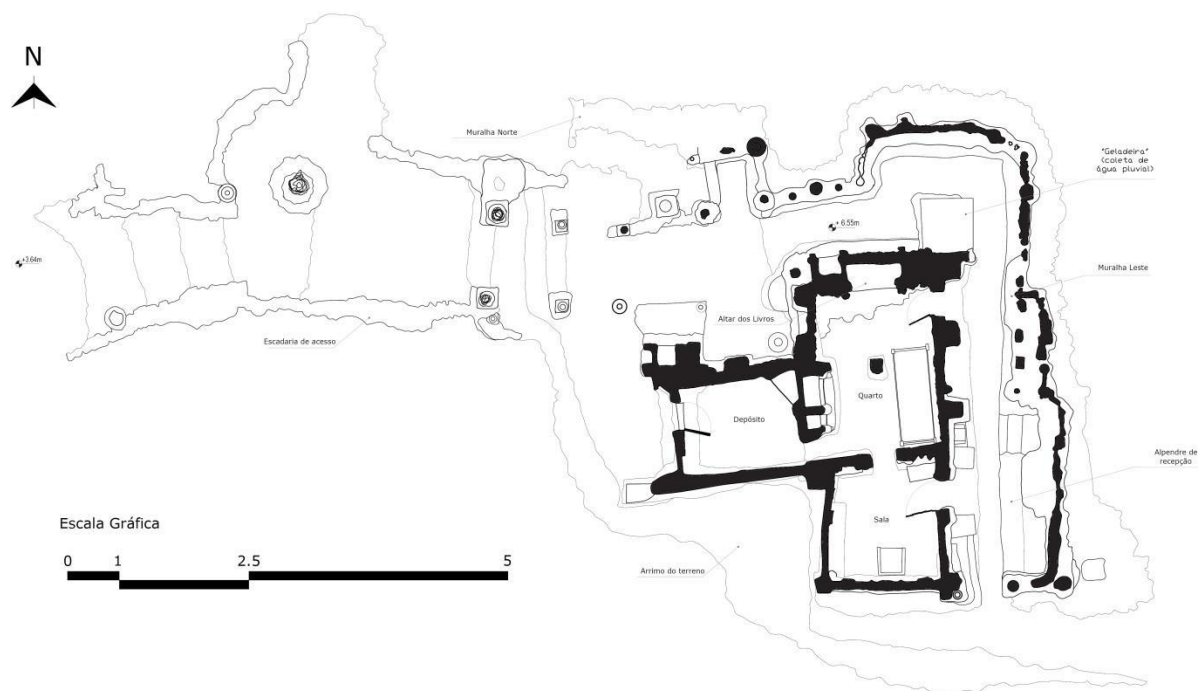 N
Muralha Norte
"Geladeira"
(coleta de
água pluvial)
+ 6.55m
+3.64m
Muralha Leste
Altar dos Livros
Escadaria de acesso
Quarto
Depósito
Alpendre de
recepção
Sala
Escala Gráfica
0 1 2.5 5
Arrimo do terreno